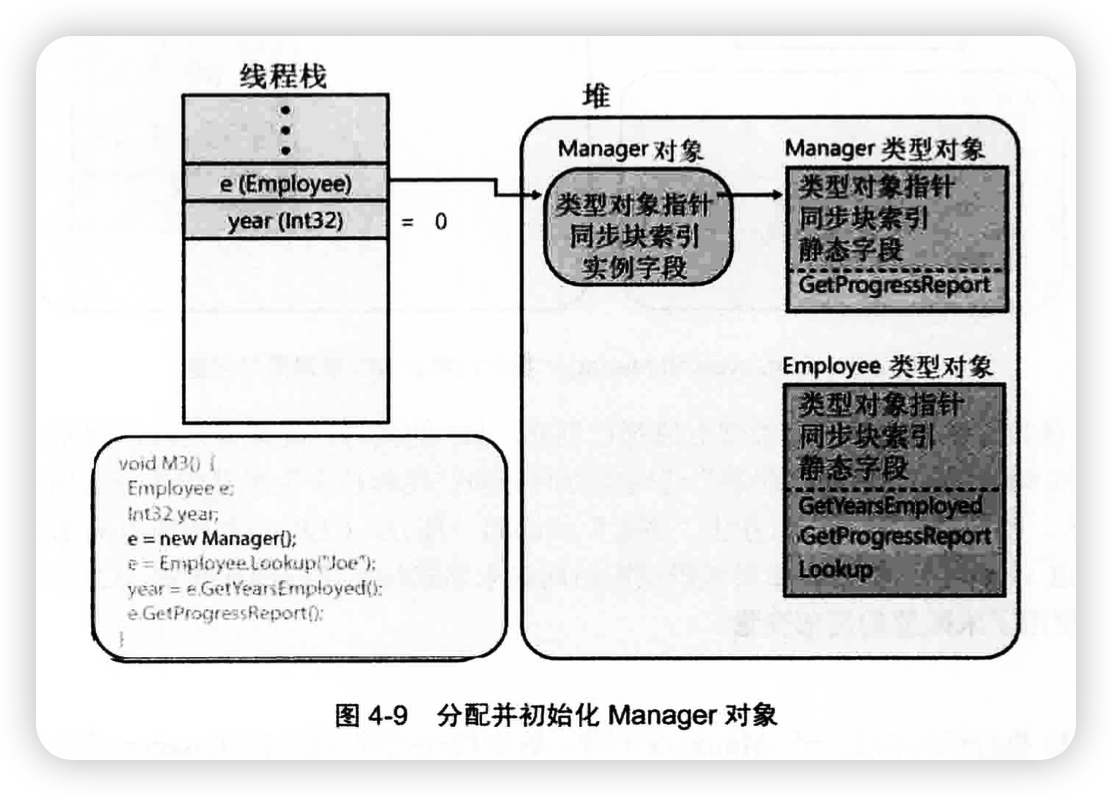 线程栈
e (Employee)
year (Int32)
= 0
堆
Manager 对象
类型对象指针
同步块索引
实例字段
Manager 类型对象
类型对象指针
同步块索引
静态字段
GetProgressReport
Employee 类型对象
类型对象指针
同步块索引
静态字段
GetYearsEmployed
GetProgressReport
Lookup
void M3() {
Employee e;
Int32 year;
e = new Manager();
e = Employee.Lookup("Joe");
year = e.GetYearsEmployed();
e.GetProgressReport();
}
图 4-9 分配并初始化 Manager 对象